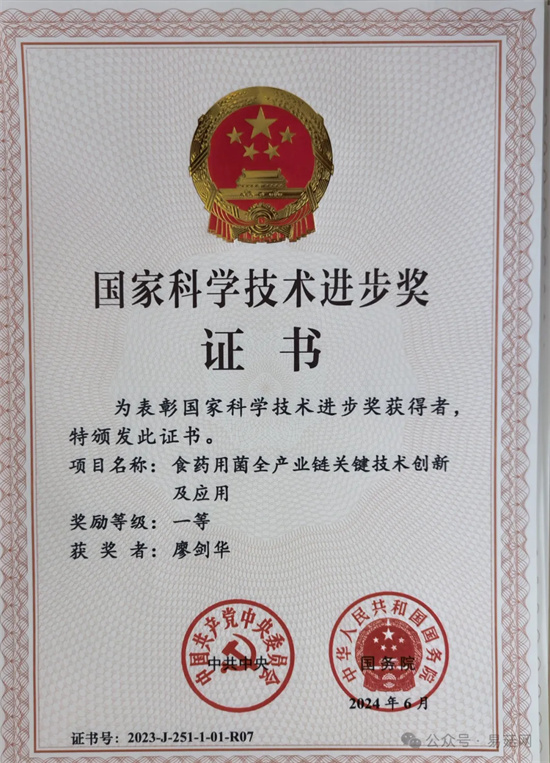 国家科学技术进步奖
证书
为表彰国家科学技术进步奖获得者，
特颁发此证书。
项目名称：食药用菌全产业链关键技术创新
及应用
奖励等级：一等
获奖者：廖剑华
中国共产党中央委员会
中共中央
中华人民共和国国务院
国务院
2024年6月
证书号：2023-J-251-1-01-R07
公众号·易菇网